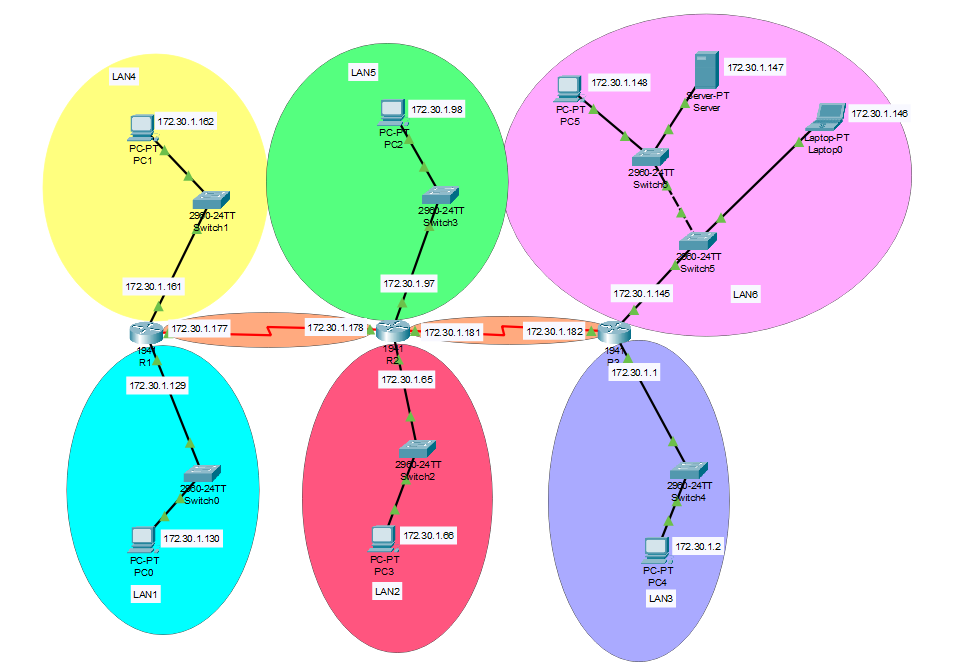 LAN4
172.30.1.162
PC-PT
PC1
2960-24TT
Switch1
172.30.1.161
LAN5
172.30.1.98
PC-PT
PC2
2960-24TT
Switch3
172.30.1.97
172.30.1.148
PC-PT
PC5
172.30.1.147
Server-PT
Server
172.30.1.146
Laptop-PT
Laptop0
2960-24TT
2960-24TT
Switch5
172.30.1.145
LAN6
172.30.1.177
172.30.1.178
172.30.1.181
172.30.1.182
1941
R1
1941
R2
1941
R3
172.30.1.129
172.30.1.65
172.30.1.1
2960-24TT
Switch0
172.30.1.130
PC-PT
PC0
LAN1
2960-24TT
Switch2
172.30.1.66
PC-PT
PC3
LAN2
2960-24TT
Switch4
172.30.1.2
PC-PT
PC4
LAN3